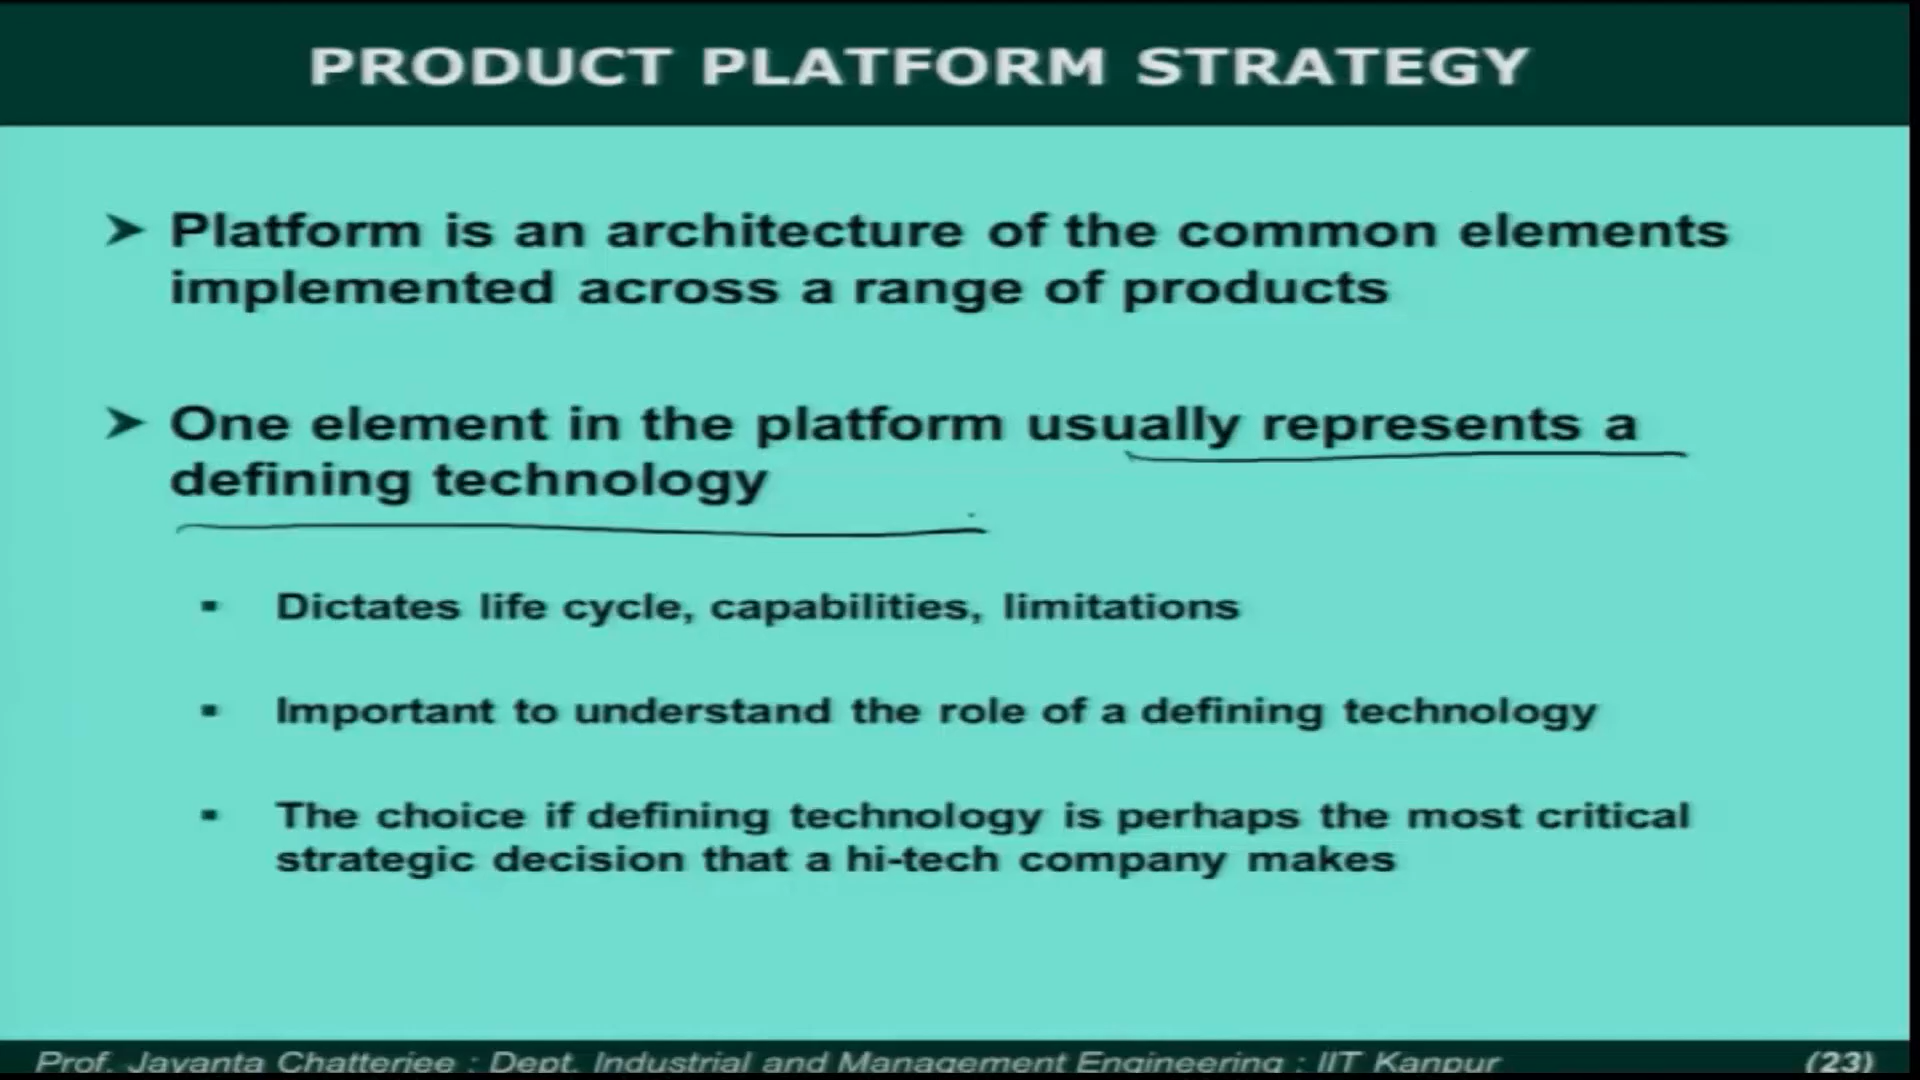 PRODUCT PLATFORM STRATEGY
➤ Platform is an architecture of the common elements
implemented across a range of products
➤ One element in the platform usually represents a
defining technology
▪ Dictates life cycle, capabilities, limitations
▪ Important to understand the role of a defining technology
▪ The choice if defining technology is perhaps the most critical
strategic decision that a hi-tech company makes
Prof. Jayanta Chatterjee : Dept. Industrial and Management Engineering : IIT Kanpur (23)